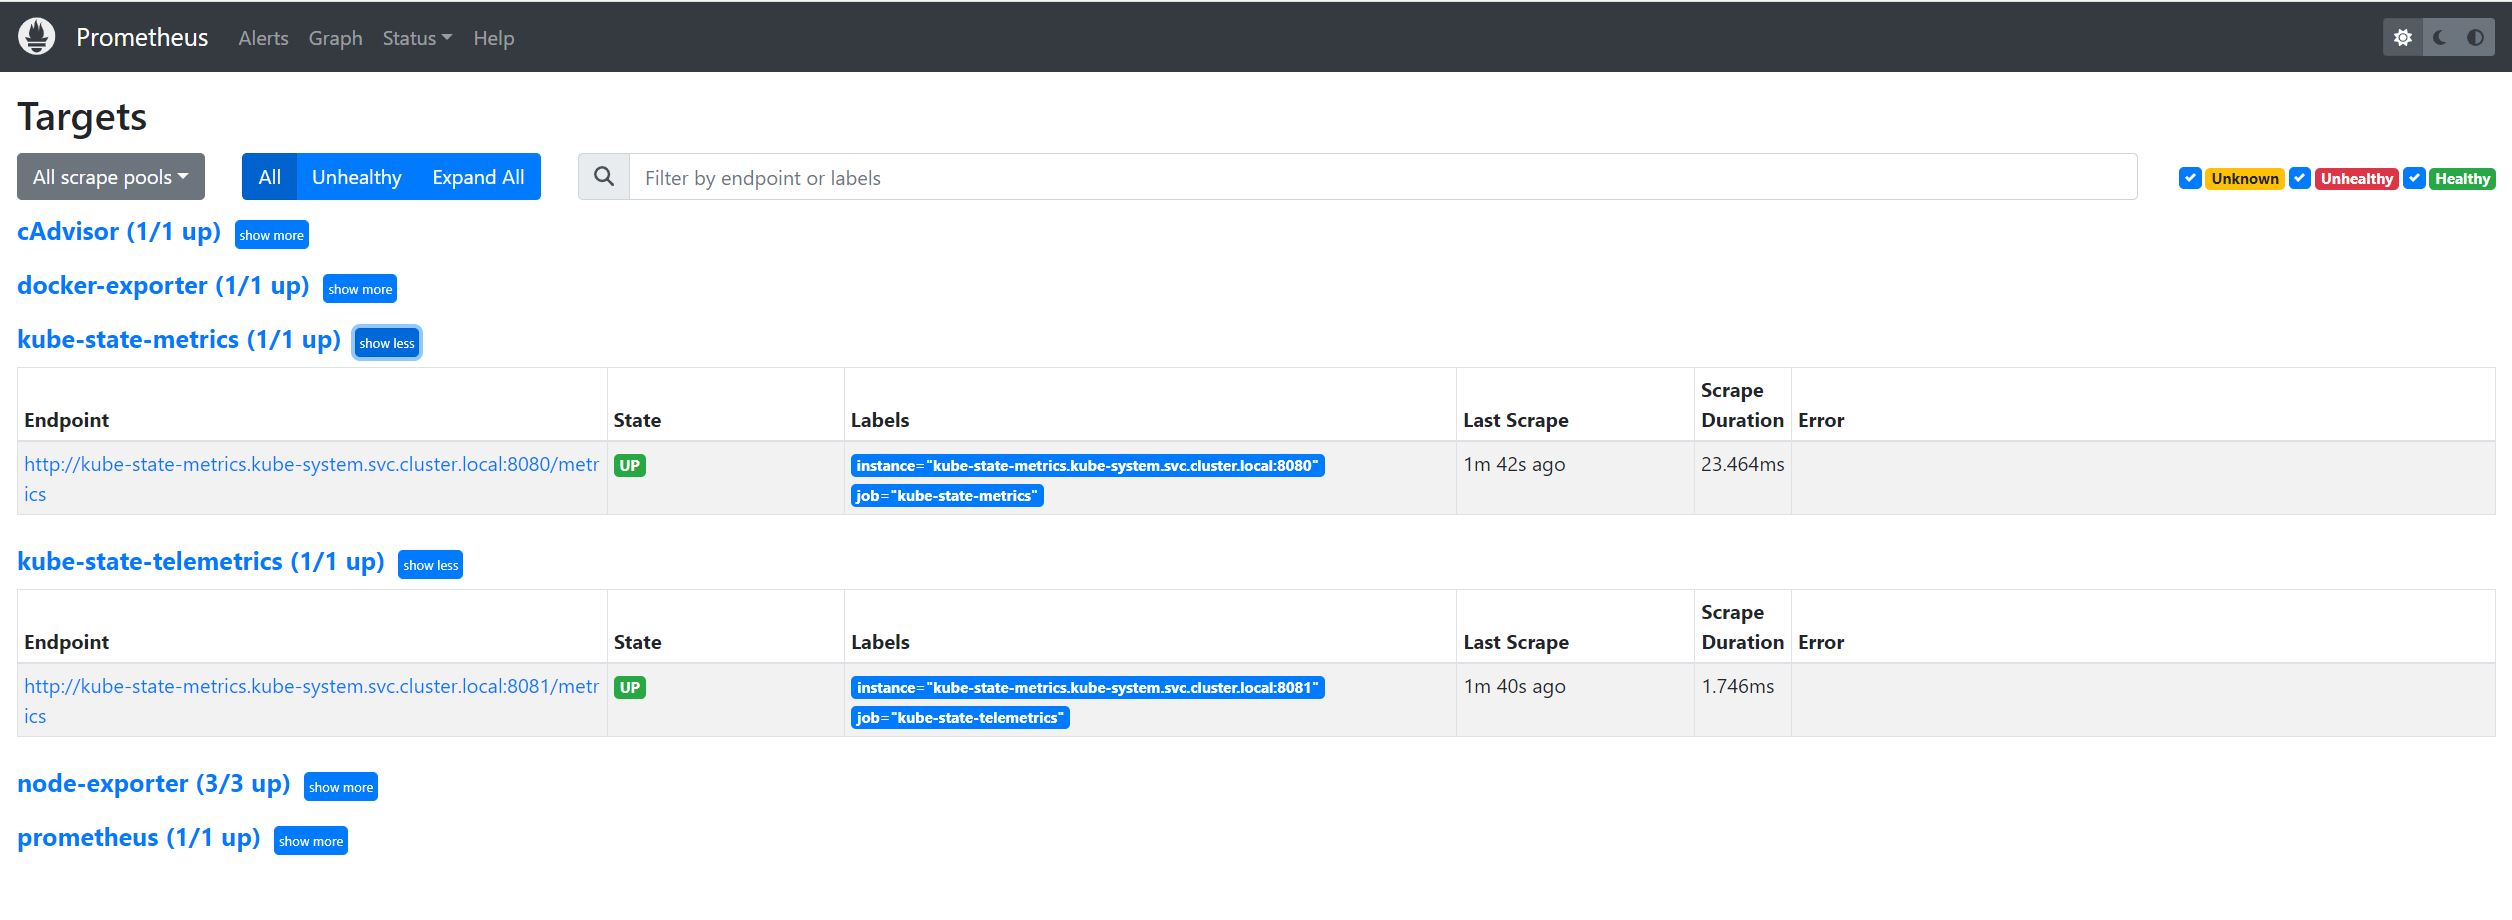 Prometheus Alerts Graph Status Help
Targets
All scrape pools All Unhealthy Expand All Filter by endpoint or labels Unknown Unhealthy Healthy
cAdvisor (1/1 up) show more
docker-exporter (1/1 up) show more
kube-state-metrics (1/1 up) show less
Endpoint State Labels Last Scrape Scrape Duration Error
http://kube-state-metrics.kube-system.svc.cluster.local:8080/metr UP instance="kube-state-metrics.kube-system.svc.cluster.local:8080" 1m 42s ago 23.464ms
ics job="kube-state-metrics"
kube-state-telemetrics (1/1 up) show less
Endpoint State Labels Last Scrape Scrape Duration Error
http://kube-state-metrics.kube-system.svc.cluster.local:8081/metr UP instance="kube-state-metrics.kube-system.svc.cluster.local:8081" 1m 40s ago 1.746ms
ics job="kube-state-telemetrics"
node-exporter (3/3 up) show more
prometheus (1/1 up) show more